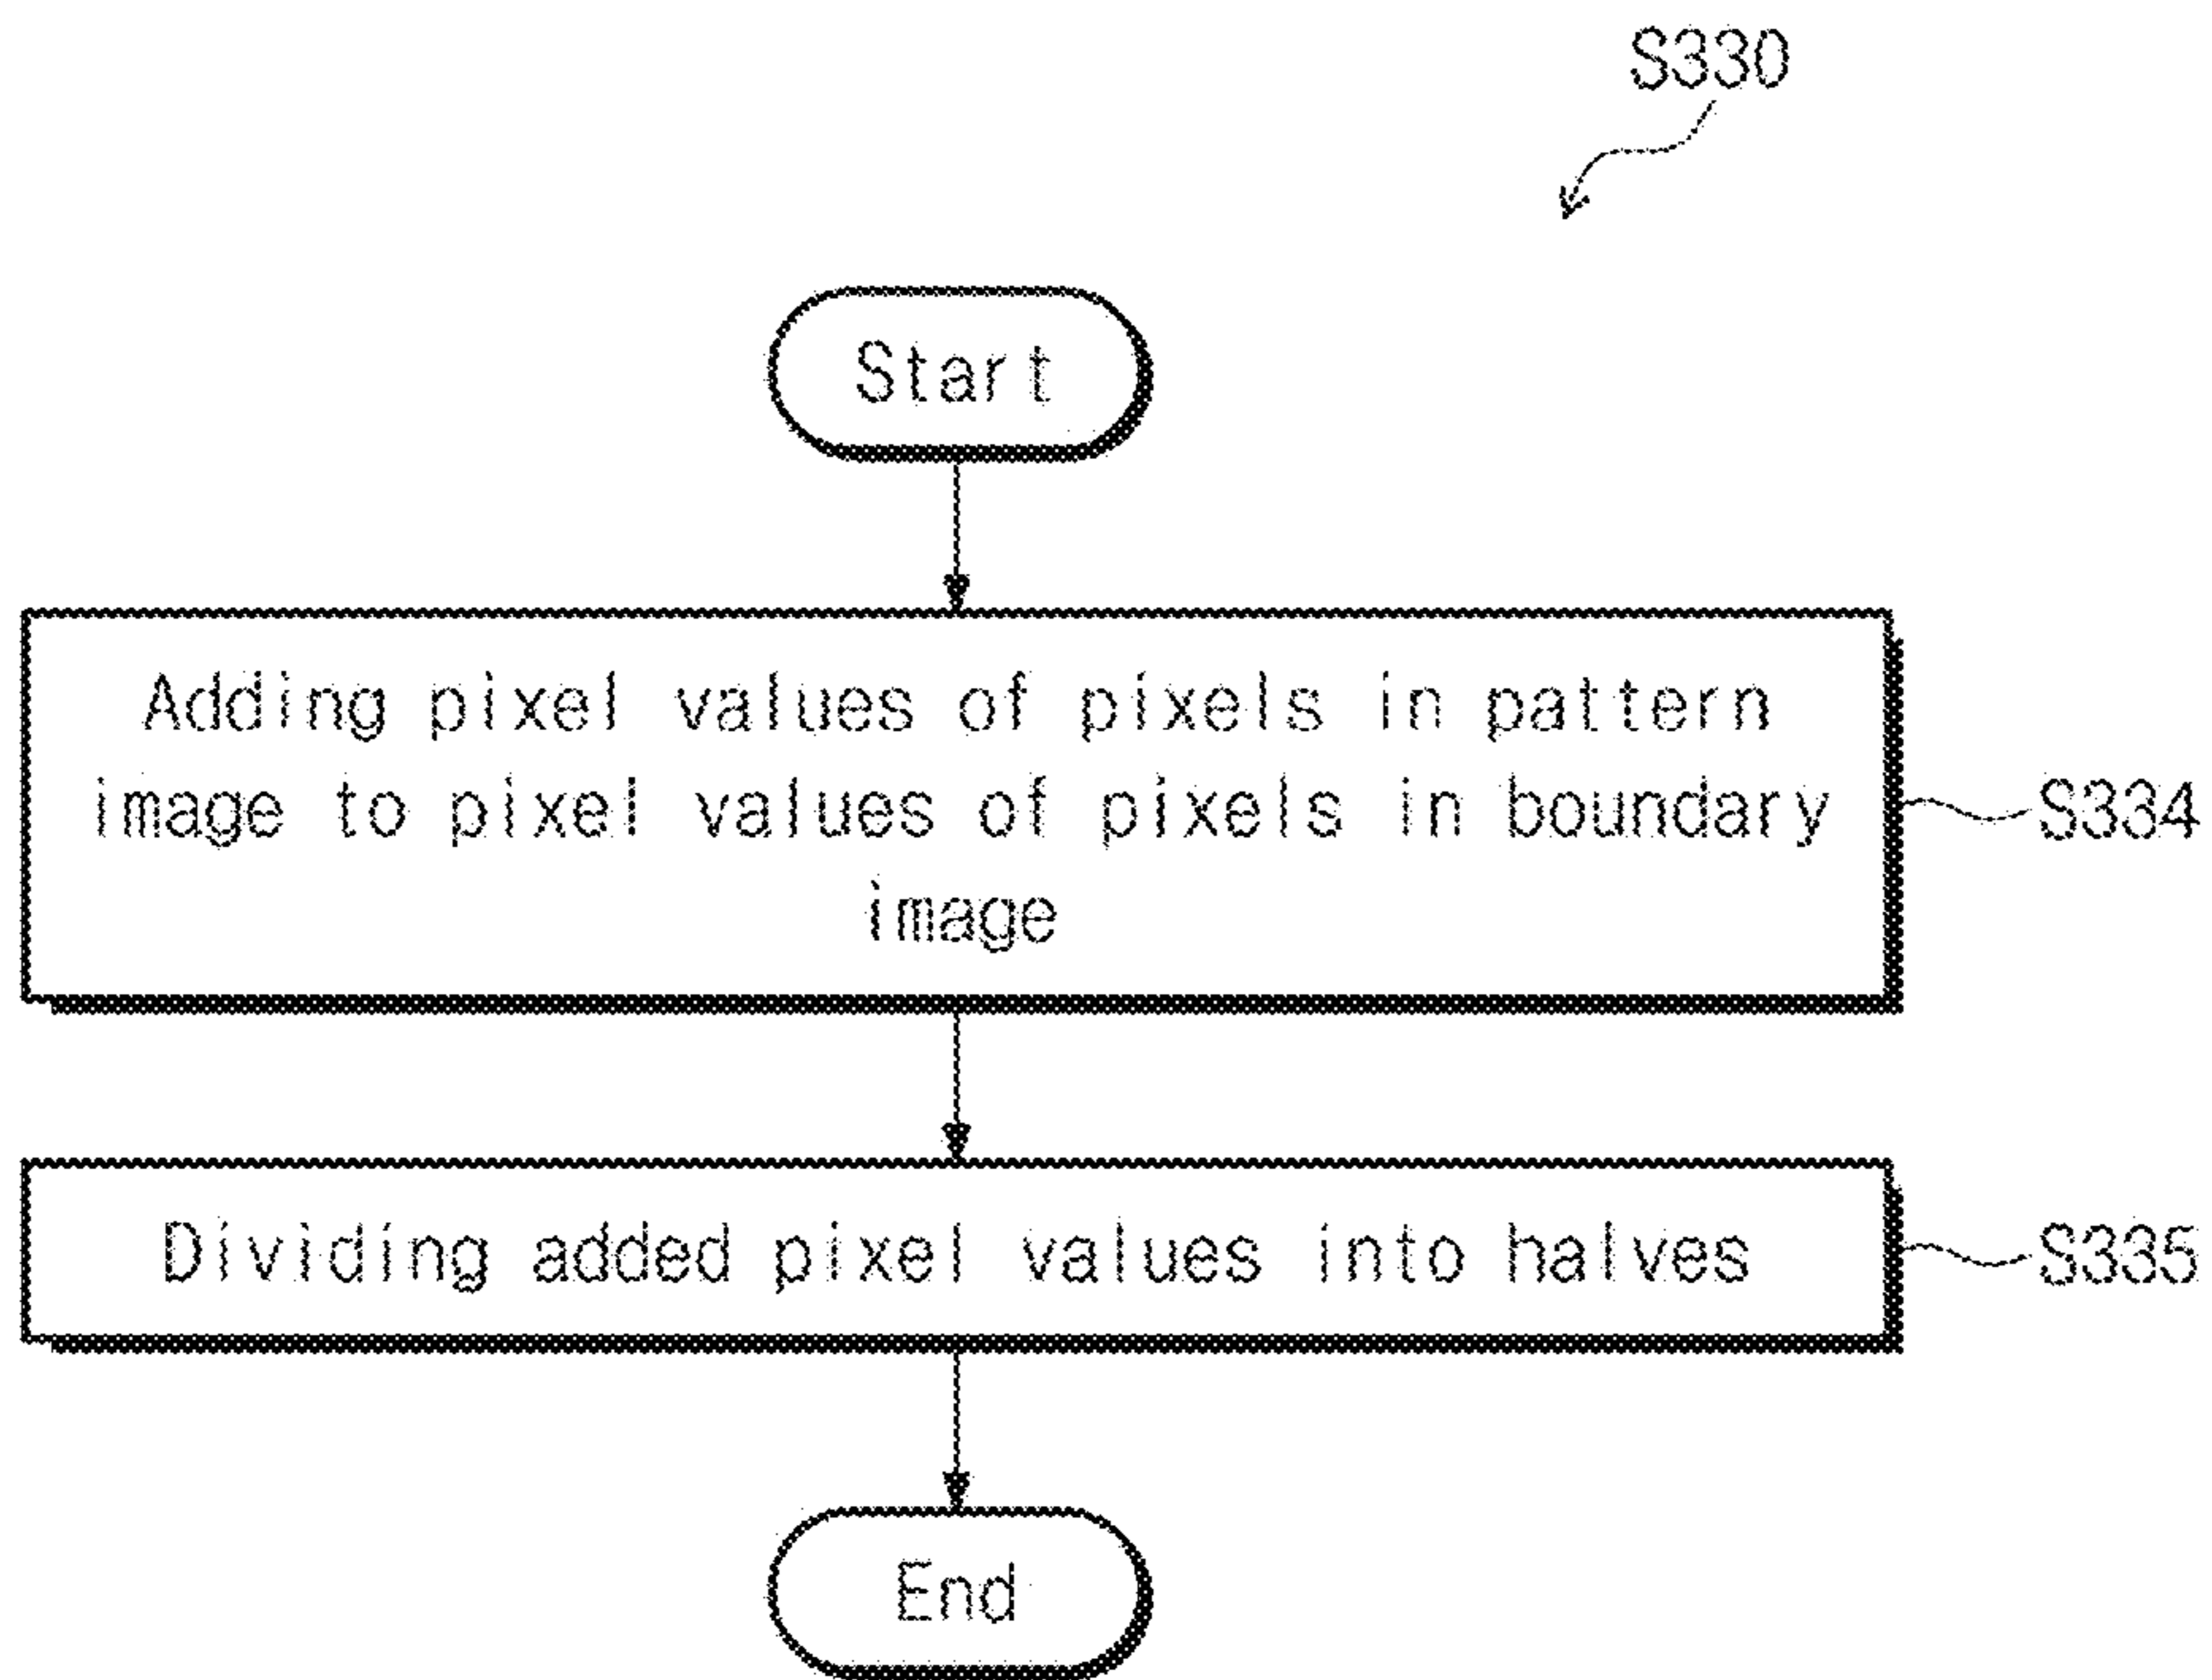 S330
Start
Adding pixel values of pixels in pattern
image to pixel values of pixels in boundary
image
S334
Dividing added pixel values into halves
S335
End